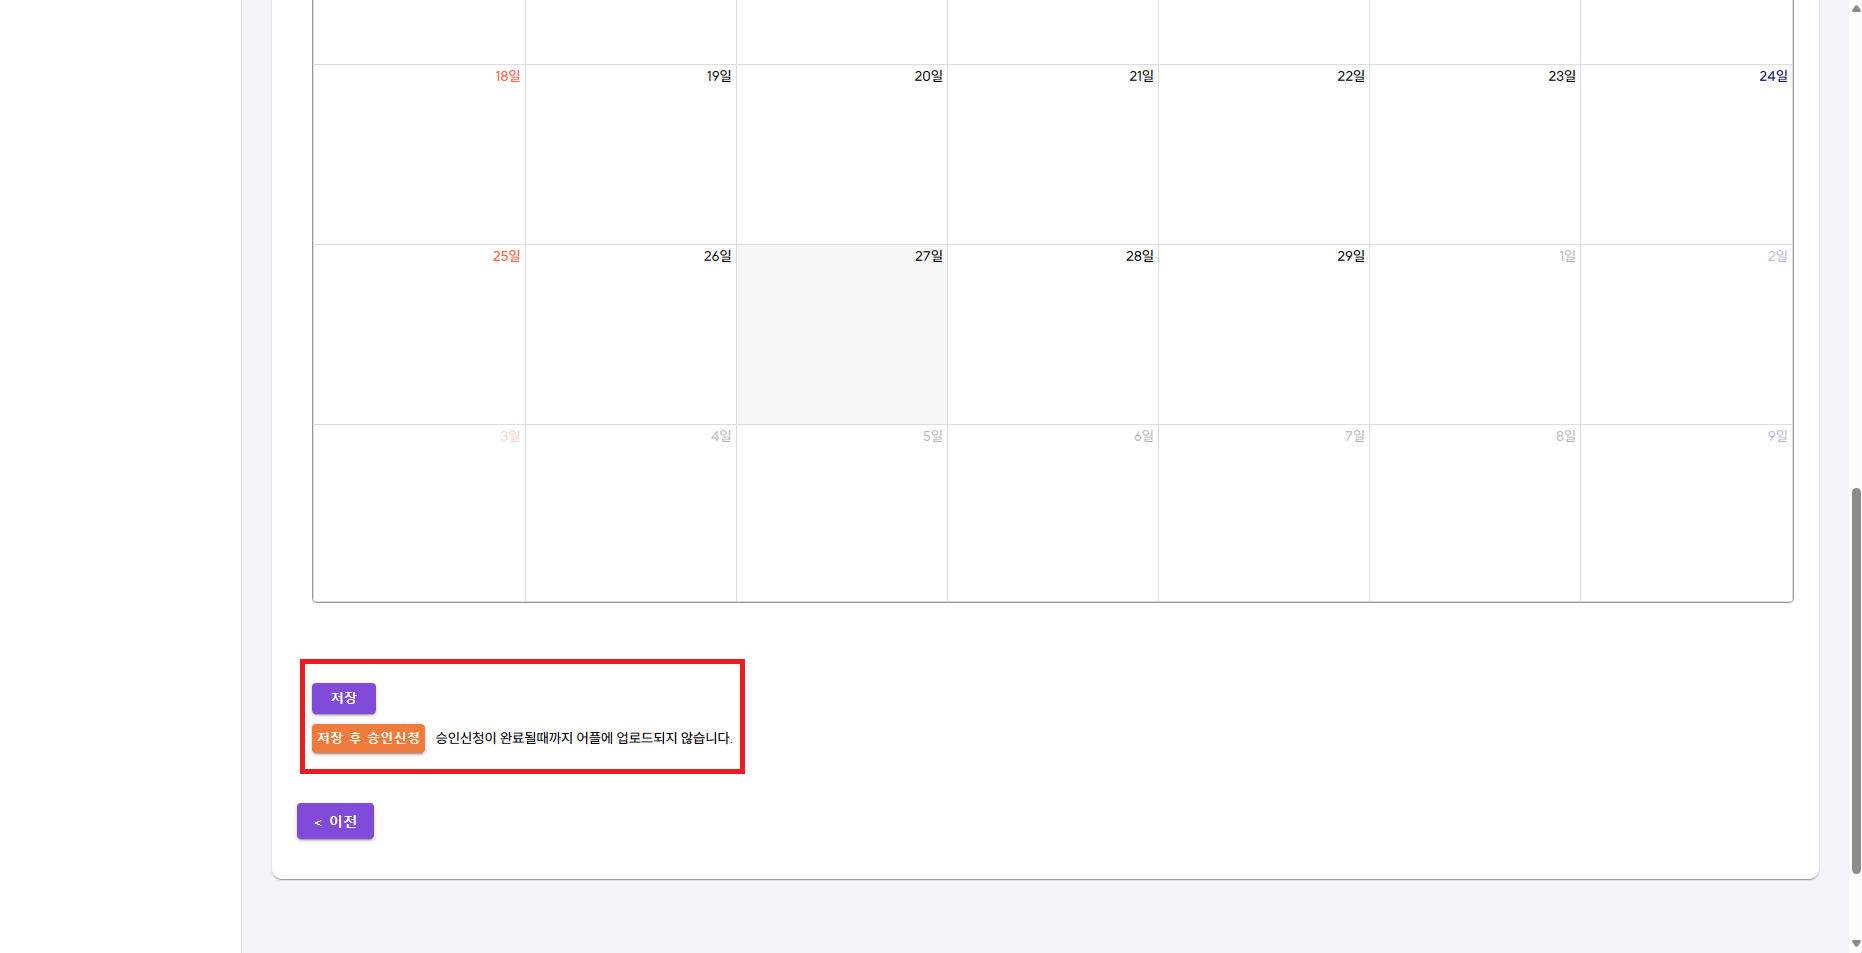 18일 19일 20일 21일 22일 23일 24일
25일 26일 27일 28일 29일 1일 2일
3일 4일 5일 6일 7일 8일 9일
저장
저장 후 승인신청 승인신청이 완료될때까지 어플에 업로드되지 않습니다.
< 이전